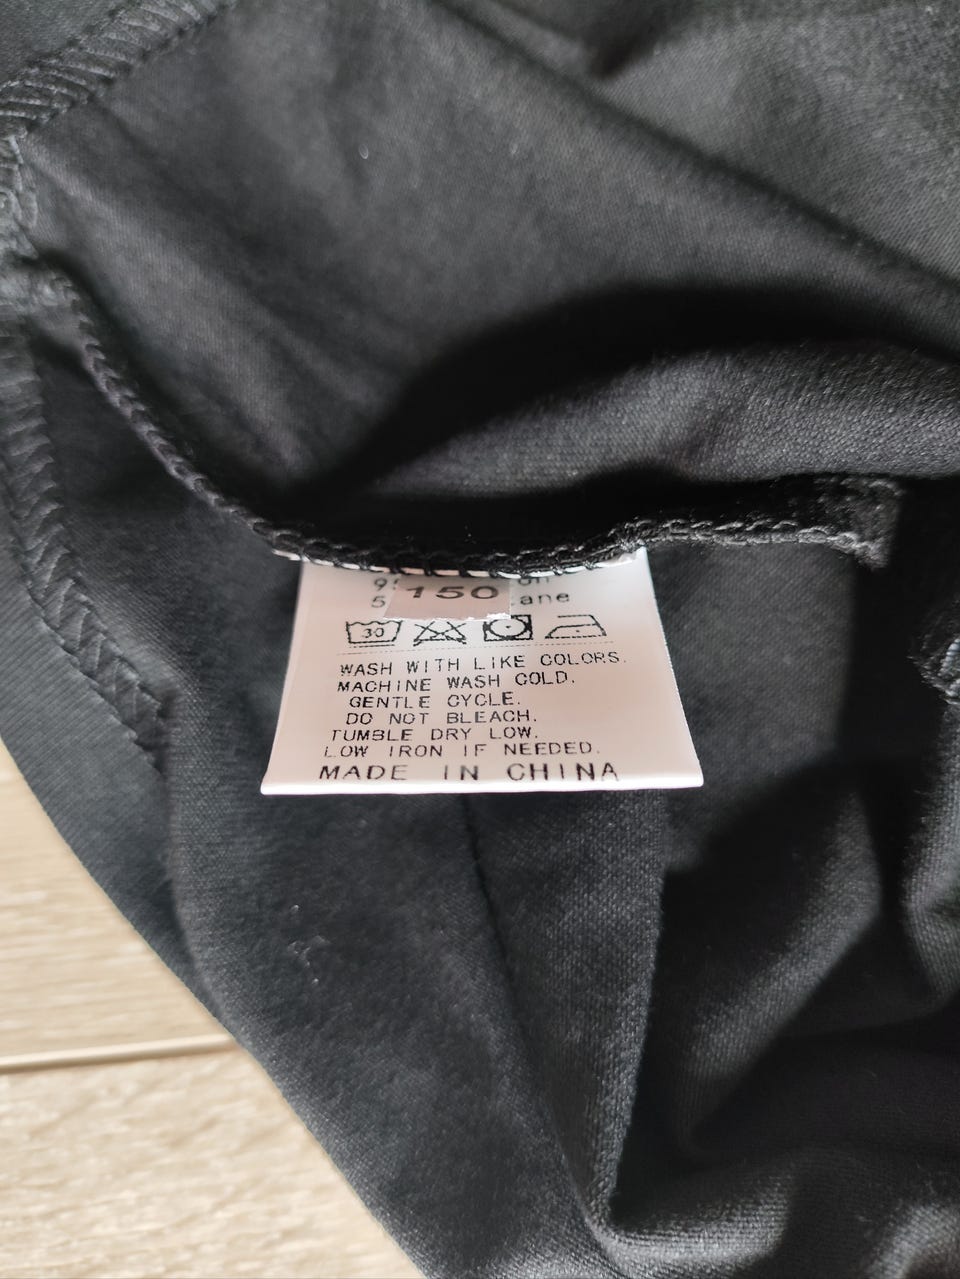 150
30
WASH WITH LIKE COLORS.
MACHINE WASH COLD.
GENTLE CYCLE.
DO NOT BLEACH.
TUMBLE DRY LOW.
LOW IRON IF NEEDED.
MADE IN CHINA